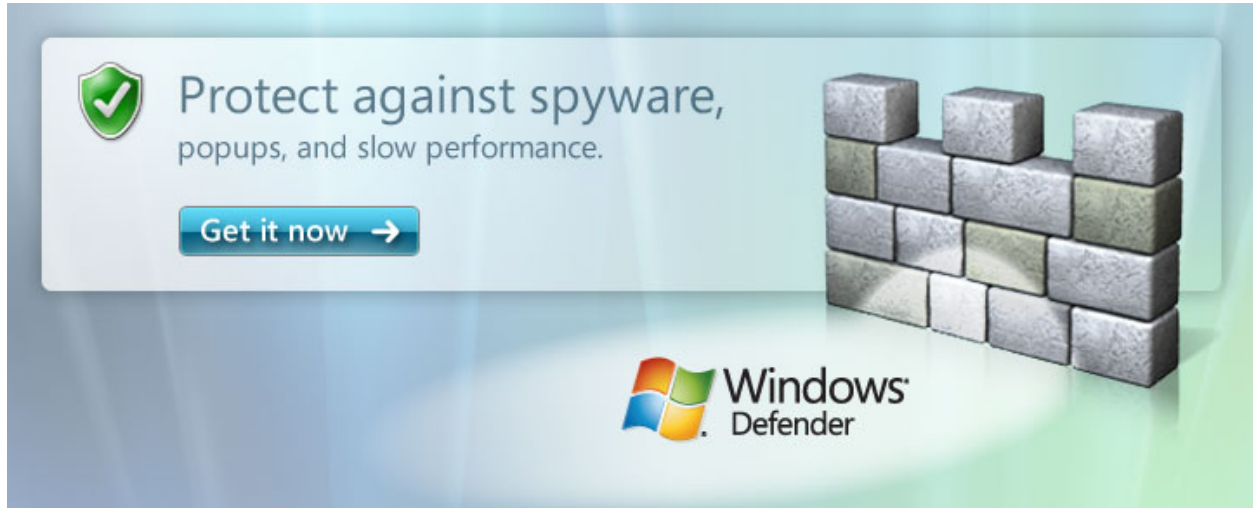 Protect against spyware,
popups, and slow performance.
Get it now →
Windows®
Defender